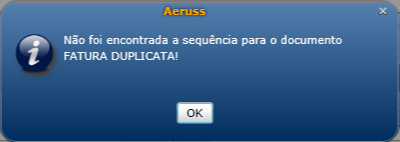 Aeruss
Não foi encontrada a sequência para o documento
FATURA DUPLICATA!
OK